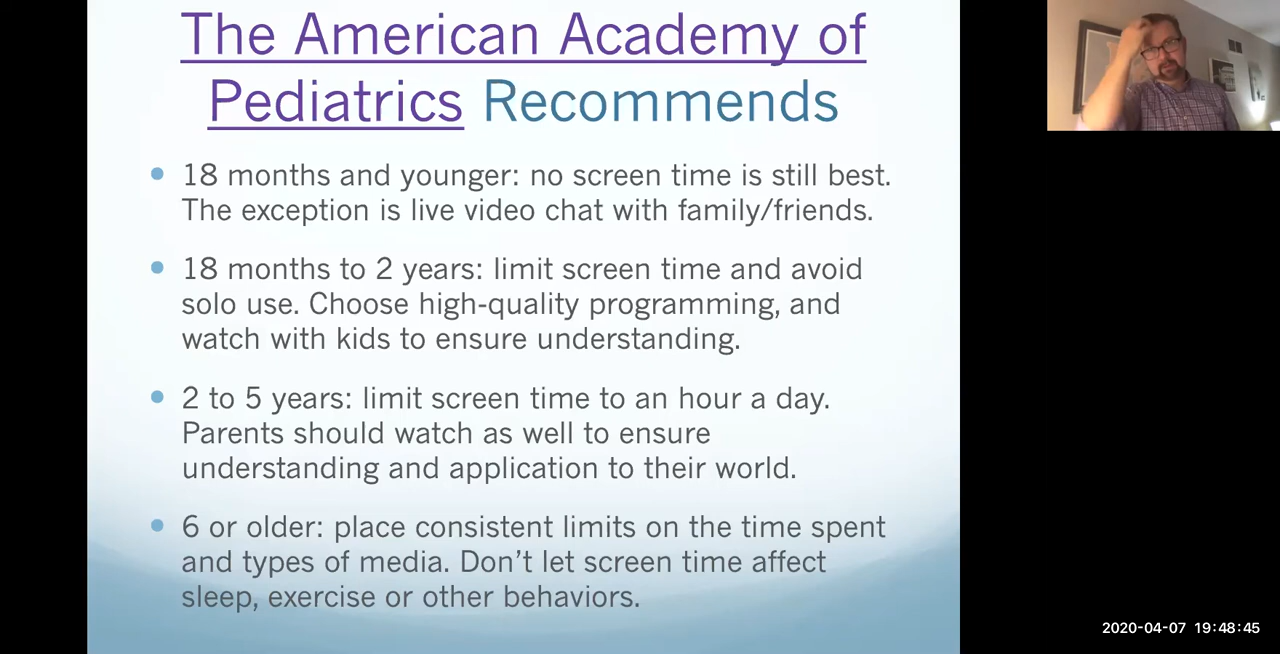 The American Academy of
Pediatrics Recommends
18 months and younger: no screen time is still best.
The exception is live video chat with family/friends.
18 months to 2 years: limit screen time and avoid
solo use. Choose high-quality programming, and
watch with kids to ensure understanding.
2 to 5 years: limit screen time to an hour a day.
Parents should watch as well to ensure
understanding and application to their world.
6 or older: place consistent limits on the time spent
and types of media. Don’t let screen time affect
sleep, exercise or other behaviors.
2020-04-07 19:48:45